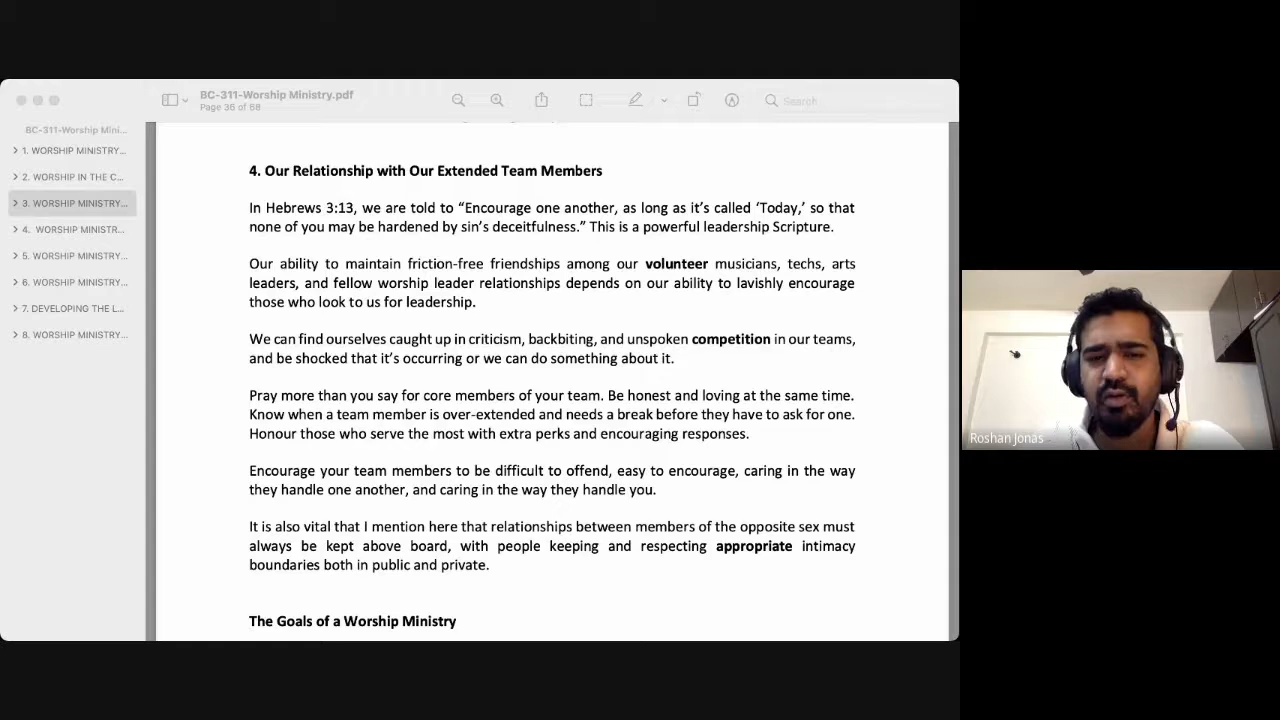 BC-311-Worship Ministry.pdf
Page 36 of 68
Search
BC-311-Worship Mini...
1. WORSHIP MINISTRY...
2. WORSHIP IN THE C...
3. WORSHIP MINISTRY...
4. WORSHIP MINISTR...
5. WORSHIP MINISTRY...
6. WORSHIP MINISTRY...
7. DEVELOPING THE L...
8. WORSHIP MINISTRY...
4. Our Relationship with Our Extended Team Members
In Hebrews 3:13, we are told to “Encourage one another, as long as it’s called ‘Today,’ so that
none of you may be hardened by sin’s deceitfulness.” This is a powerful leadership Scripture.
Our ability to maintain friction-free friendships among our volunteer musicians, techs, arts
leaders, and fellow worship leader relationships depends on our ability to lavishly encourage
those who look to us for leadership.
We can find ourselves caught up in criticism, backbiting, and unspoken competition in our teams,
and be shocked that it’s occurring or we can do something about it.
Pray more than you say for core members of your team. Be honest and loving at the same time.
Know when a team member is over-extended and needs a break before they have to ask for one.
Honour those who serve the most with extra perks and encouraging responses.
Encourage your team members to be difficult to offend, easy to encourage, caring in the way
they handle one another, and caring in the way they handle you.
It is also vital that I mention here that relationships between members of the opposite sex must
always be kept above board, with people keeping and respecting appropriate intimacy
boundaries both in public and private.
The Goals of a Worship Ministry
Roshan Jonas